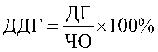 ДДГ = ДГ/ЧО × 100%